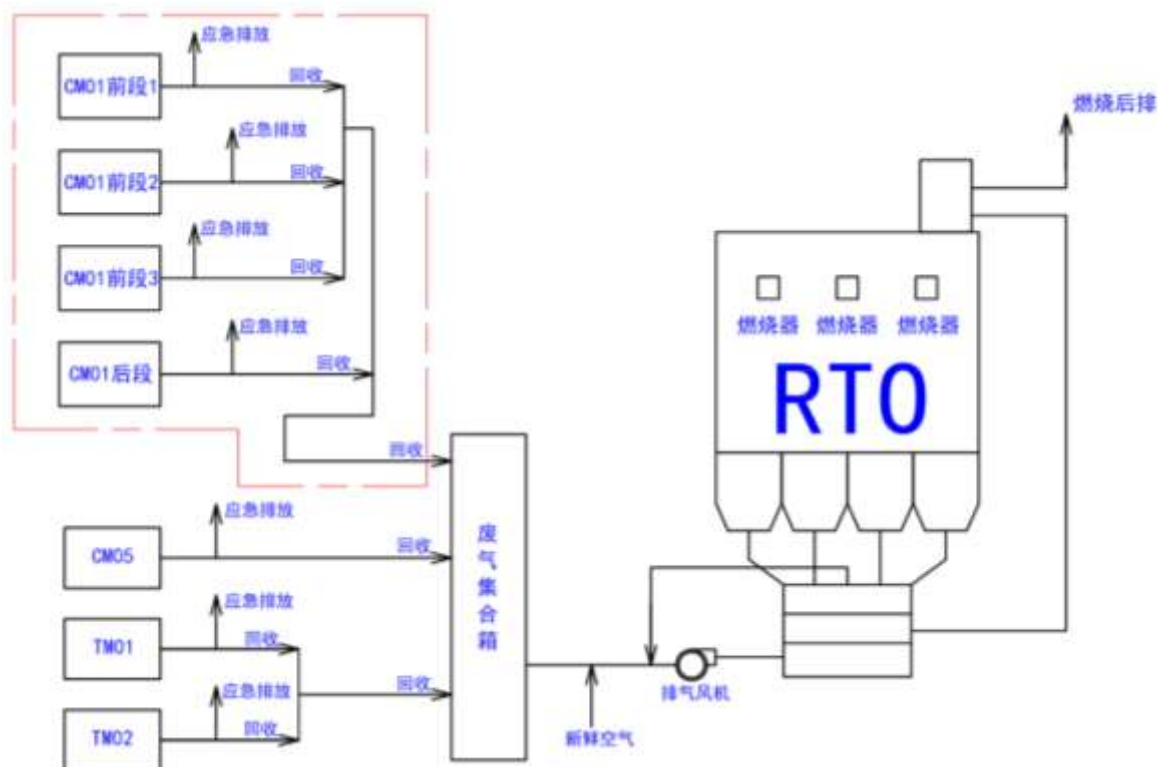 应急排放
CM01前段1
回收
应急排放
CM01前段2
回收
应急排放
CM01前段3
回收
应急排放
CM01后段
回收
回收
应急排放
CM05
回收
应急排放
TM01
回收
回收
应急排放
TM02
回收
废气集合箱
新鲜空气
排气风机
燃烧后排
燃烧器 燃烧器 燃烧器
RTO